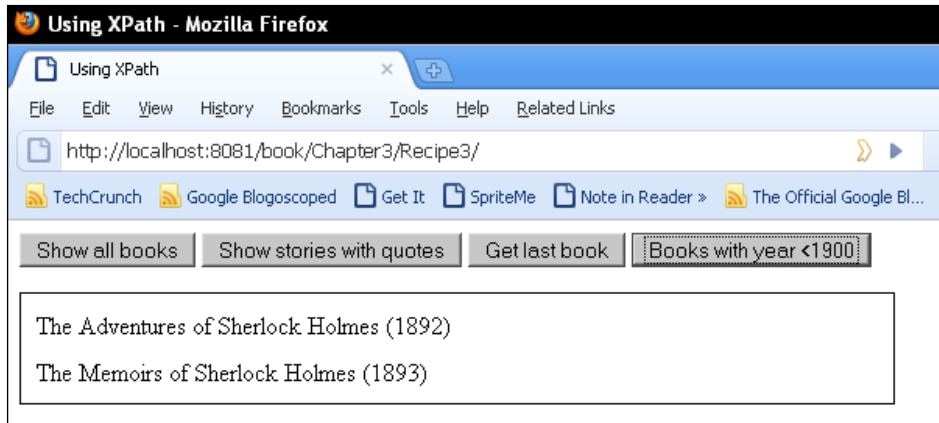 Using XPath - Mozilla Firefox
Using XPath
File Edit View History Bookmarks Tools Help Related Links
http://localhost:8081/book/Chapter3/Recipe3/
TechCrunch Google Blogoscoped Get It SpriteMe Note in Reader » The Official Google Bl...
Show all books Show stories with quotes Get last book Books with year <1900
The Adventures of Sherlock Holmes (1892)
The Memoirs of Sherlock Holmes (1893)